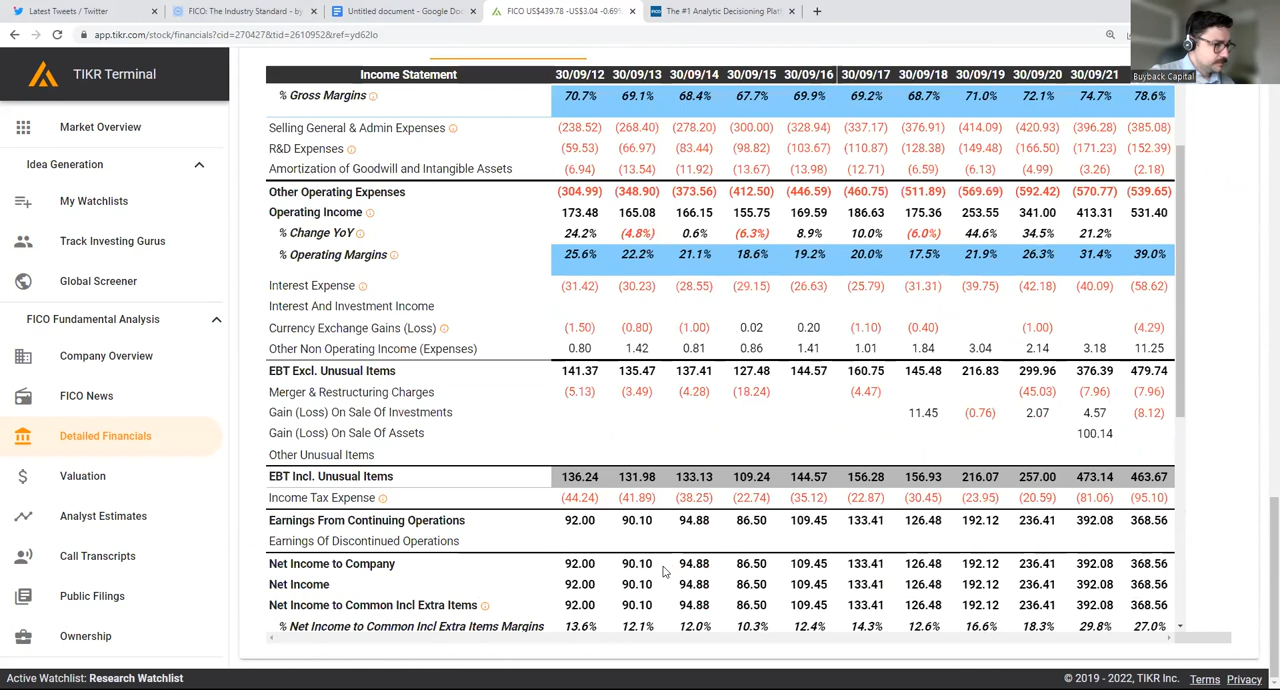 Latest Tweets / Twitter
FICO: The Industry Standard - by
Untitled document - Google Doc
FICO US$439.78 -US$3.04 -0.69%
The #1 Analytic Decisioning Platf
app.tikr.com/stock/financials?cid=270427&tid=2610952&ref=yd62lo
Buyback Capital
TIKR Terminal
Market Overview
Idea Generation
My Watchlists
Track Investing Gurus
Global Screener
FICO Fundamental Analysis
Company Overview
FICO News
Detailed Financials
Valuation
Analyst Estimates
Call Transcripts
Public Filings
Ownership
Income Statement 30/09/12 30/09/13 30/09/14 30/09/15 30/09/16 30/09/17 30/09/18 30/09/19 30/09/20 30/09/21
% Gross Margins 70.7% 69.1% 68.4% 67.7% 69.9% 69.2% 68.7% 71.0% 72.1% 74.7% 78.6%
Selling General & Admin Expenses (238.52) (268.40) (278.20) (300.00) (328.94) (337.17) (376.91) (414.09) (420.93) (396.28) (385.08)
R&D Expenses (59.53) (66.97) (83.44) (98.82) (103.67) (110.87) (128.38) (149.48) (166.50) (171.23) (152.39)
Amortization of Goodwill and Intangible Assets (6.94) (13.54) (11.92) (13.67) (13.98) (12.71) (6.59) (6.13) (4.99) (3.26) (2.18)
Other Operating Expenses (304.99) (348.90) (373.56) (412.50) (446.59) (460.75) (511.89) (569.69) (592.42) (570.77) (539.65)
Operating Income 173.48 165.08 166.15 155.75 169.59 186.63 175.36 253.55 341.00 413.31 531.40
% Change YoY 24.2% (4.8%) 0.6% (6.3%) 8.9% 10.0% (6.0%) 44.6% 34.5% 21.2%
% Operating Margins 25.6% 22.2% 21.1% 18.6% 19.2% 20.0% 17.5% 21.9% 26.3% 31.4% 39.0%
Interest Expense (31.42) (30.23) (28.55) (29.15) (26.63) (25.79) (31.31) (39.75) (42.18) (40.09) (58.62)
Interest And Investment Income
Currency Exchange Gains (Loss) (1.50) (0.80) (1.00) 0.02 0.20 (1.10) (0.40) (1.00) (4.29)
Other Non Operating Income (Expenses) 0.80 1.42 0.81 0.86 1.41 1.01 1.84 3.04 2.14 3.18 11.25
EBT Excl. Unusual Items 141.37 135.47 137.41 127.48 144.57 160.75 145.48 216.83 299.96 376.39 479.74
Merger & Restructuring Charges (5.13) (3.49) (4.28) (18.24) (4.47) (45.03) (7.96) (7.96)
Gain (Loss) On Sale Of Investments 11.45 (0.76) 2.07 4.57 (8.12)
Gain (Loss) On Sale Of Assets 100.14
Other Unusual Items
EBT Incl. Unusual Items 136.24 131.98 133.13 109.24 144.57 156.28 156.93 216.07 257.00 473.14 463.67
Income Tax Expense (44.24) (41.89) (38.25) (22.74) (35.12) (22.87) (30.45) (23.95) (20.59) (81.06) (95.10)
Earnings From Continuing Operations 92.00 90.10 94.88 86.50 109.45 133.41 126.48 192.12 236.41 392.08 368.56
Earnings Of Discontinued Operations
Net Income to Company 92.00 90.10 94.88 86.50 109.45 133.41 126.48 192.12 236.41 392.08 368.56
Net Income 92.00 90.10 94.88 86.50 109.45 133.41 126.48 192.12 236.41 392.08 368.56
Net Income to Common Incl Extra Items 92.00 90.10 94.88 86.50 109.45 133.41 126.48 192.12 236.41 392.08 368.56
% Net Income to Common Incl Extra Items Margins 13.6% 12.1% 12.0% 10.3% 12.4% 14.3% 12.6% 16.6% 18.3% 29.8% 27.0%
Active Watchlist: Research Watchlist
© 2019 - 2022, TIKR Inc. Terms Privacy